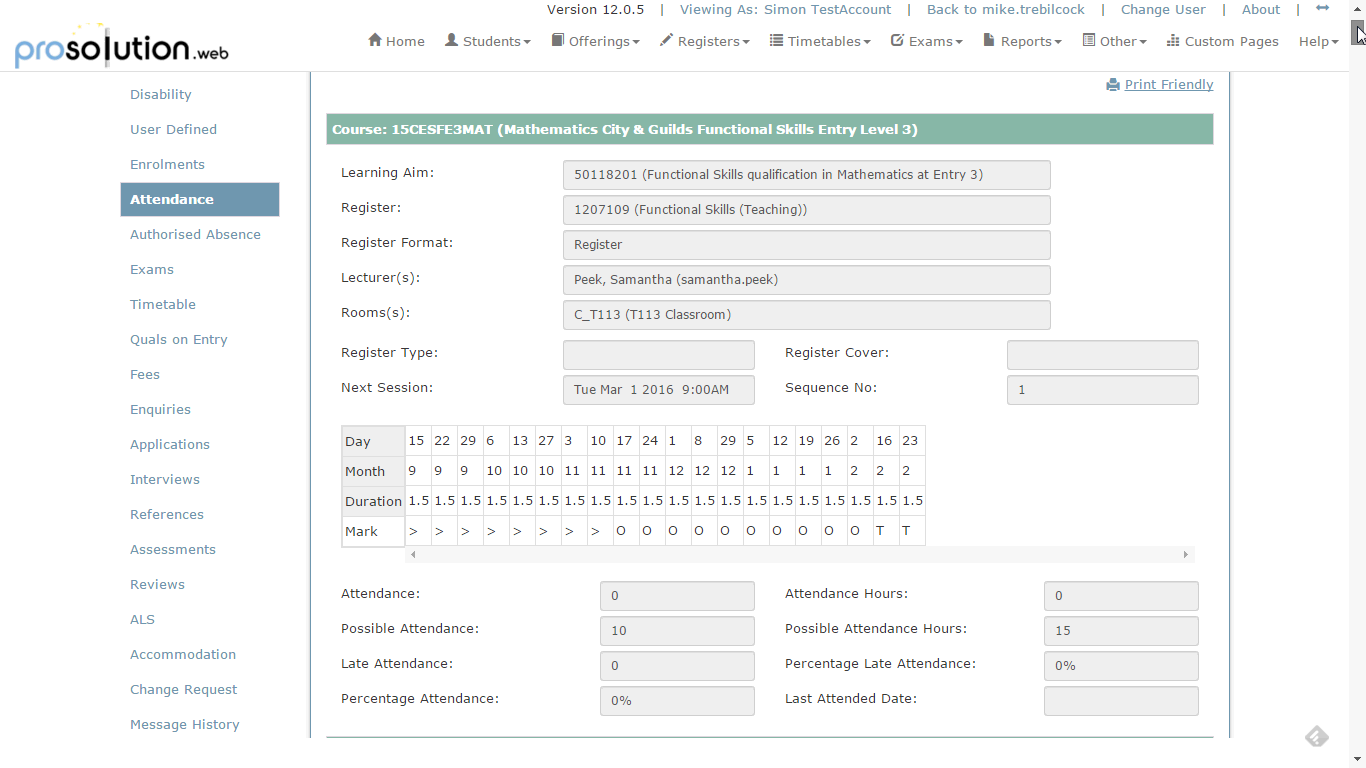 Version 12.0.5 | Viewing As: Simon TestAccount | Back to mike.trebilcock | Change User | About |
prosolution.web
Home Students Offerings Registers Timetables Exams Reports Other Custom Pages Help
Disability
User Defined
Enrolments
Attendance
Authorised Absence
Exams
Timetable
Quals on Entry
Fees
Enquiries
Applications
Interviews
References
Assessments
Reviews
ALS
Accommodation
Change Request
Message History
Print Friendly
Course: 15CESFE3MAT (Mathematics City & Guilds Functional Skills Entry Level 3)
Learning Aim: 50118201 (Functional Skills qualification in Mathematics at Entry 3)
Register: 1207109 (Functional Skills (Teaching))
Register Format: Register
Lecturer(s): Peek, Samantha (samantha.peek)
Rooms(s): C_T113 (T113 Classroom)
Register Type: Register Cover:
Next Session: Tue Mar 1 2016 9:00AM Sequence No: 1
Day 15 22 29 6 13 27 3 10 17 24 1 8 29 5 12 19 26 2 16 23
Month 9 9 9 10 10 10 11 11 11 11 12 12 12 1 1 1 1 2 2 2
Duration 1.5 1.5 1.5 1.5 1.5 1.5 1.5 1.5 1.5 1.5 1.5 1.5 1.5 1.5 1.5 1.5 1.5 1.5 1.5 1.5
Mark > > > > > > > > O O O O O O O O O O T T
Attendance: 0 Attendance Hours: 0
Possible Attendance: 10 Possible Attendance Hours: 15
Late Attendance: 0 Percentage Late Attendance: 0%
Percentage Attendance: 0% Last Attended Date: